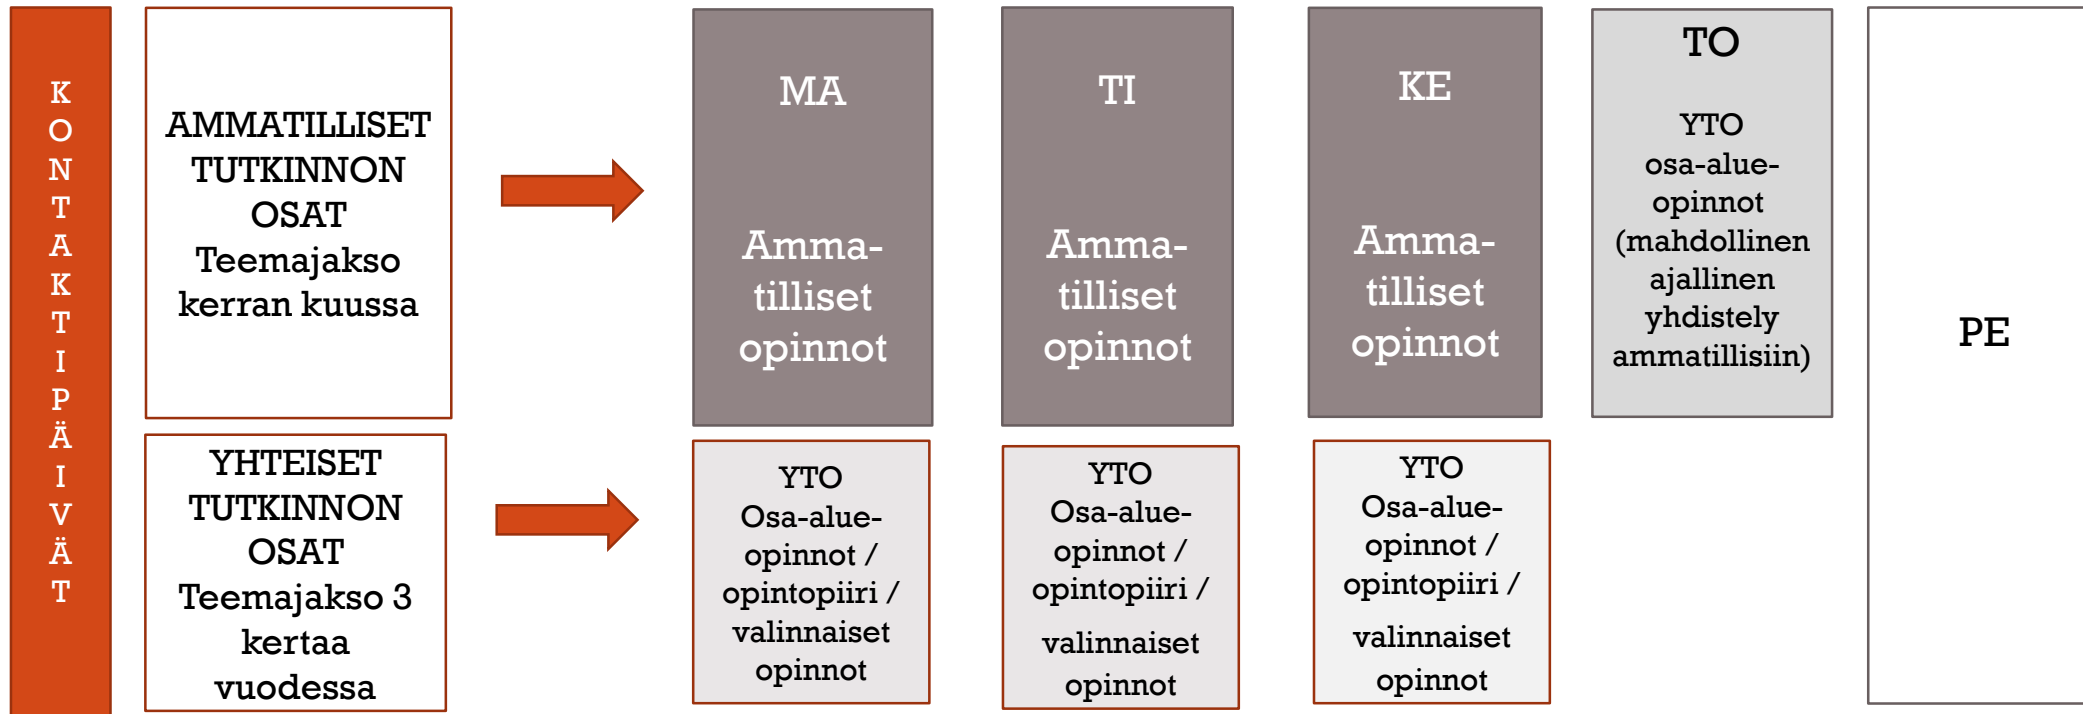 KONTAKTIPÄIVÄT
AMMATILLISET
TUTKINNON
OSAT
Teemajakso
kerran kuussa
MA
Amma-
tilliset
opinnot
TI
Amma-
tilliset
opinnot
KE
Amma-
tilliset
opinnot
TO
YTO
osa-alue-
opinnot
(mahdollinen
ajallinen
yhdistely
ammatillisiin)
PE
YHTEISET
TUTKINNON
OSAT
Teemajakso 3
kertaa
vuodessa
YTO
Osa-alue-
opinnot /
opintopiiri /
valinnaiset
opinnot
YTO
Osa-alue-
opinnot /
opintopiiri /
valinnaiset
opinnot
YTO
Osa-alue-
opinnot /
opintopiiri /
valinnaiset
opinnot